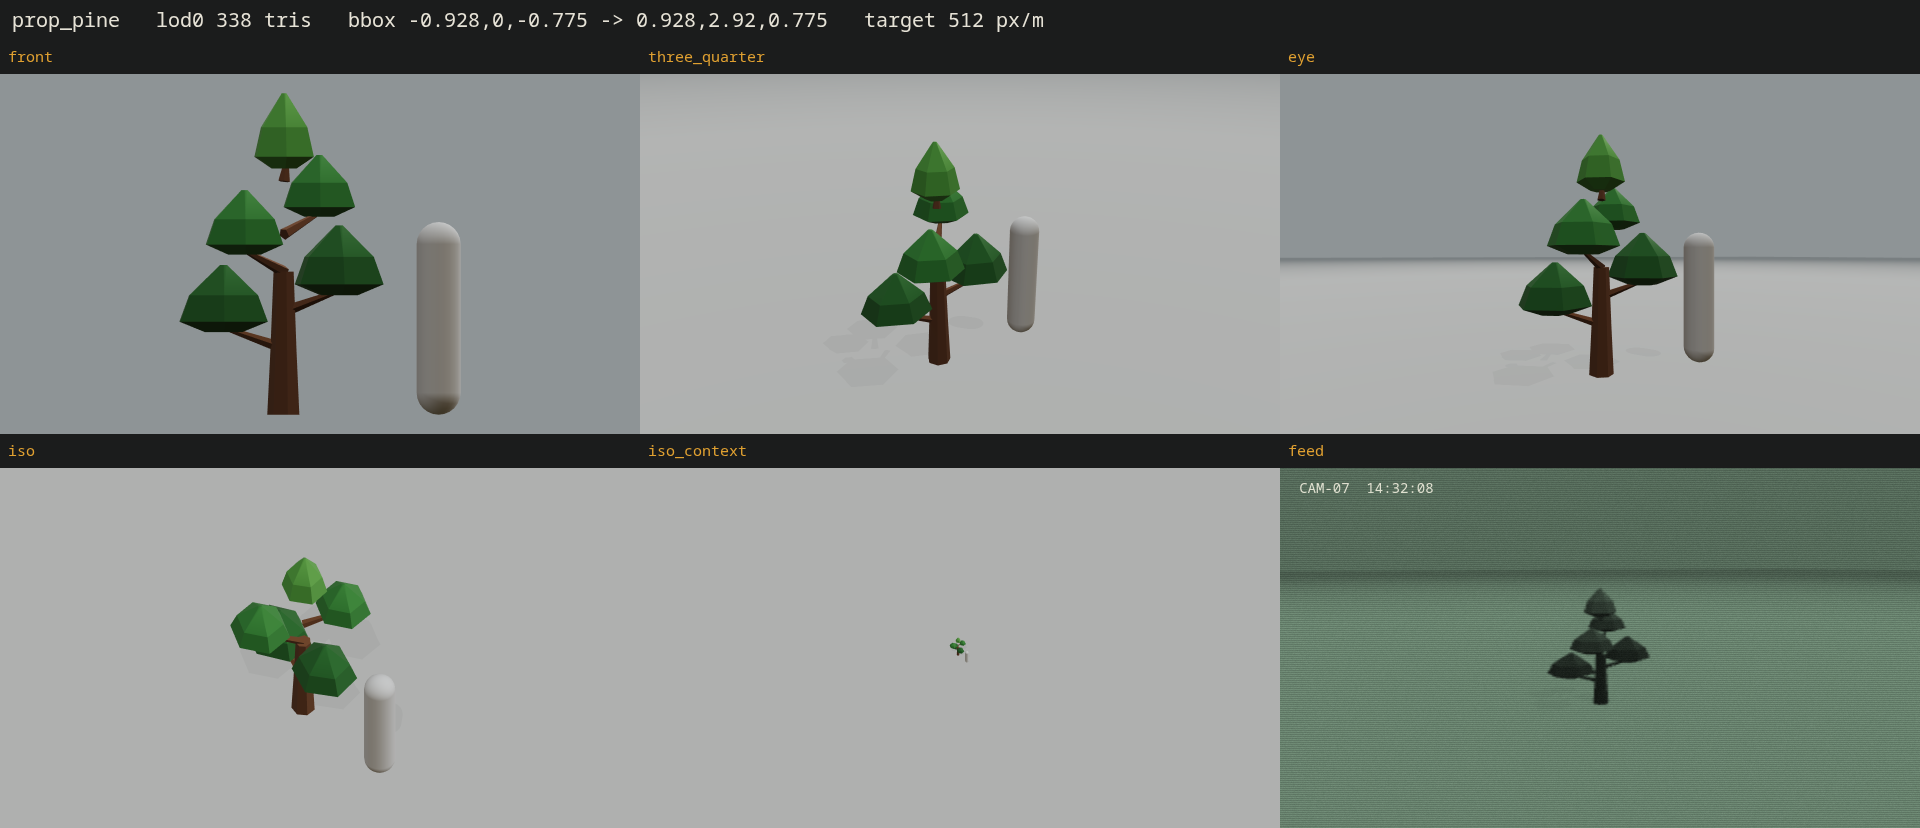 prop_pine   lod0 338 tris   bbox -0.928,0,-0.775 -> 0.928,2.92,0.775   target 512 px/m
front
three_quarter
eye
iso
iso_context
feed
CAM-07  14:32:08